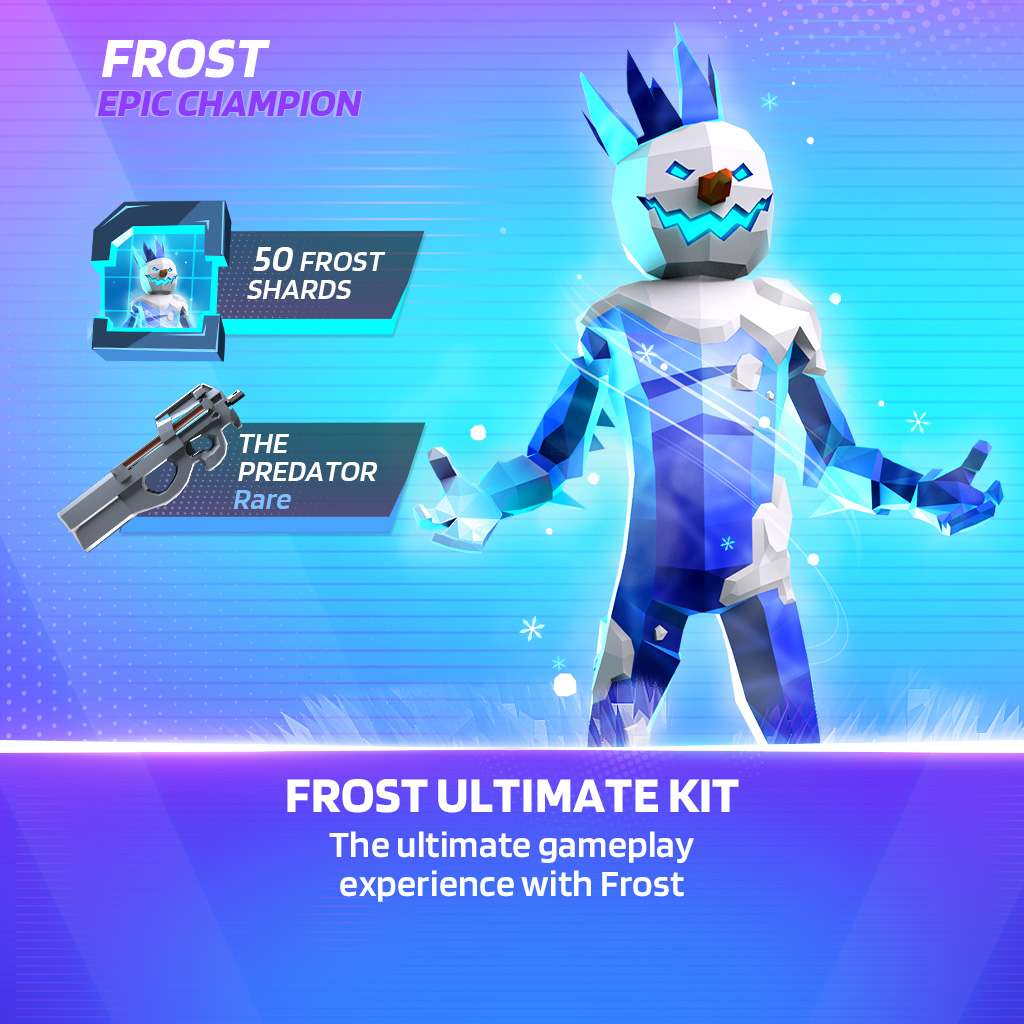 FROST
EPIC CHAMPION
50 FROST
SHARDS
THE
PREDATOR
Rare
FROST ULTIMATE KIT
The ultimate gameplay
experience with Frost